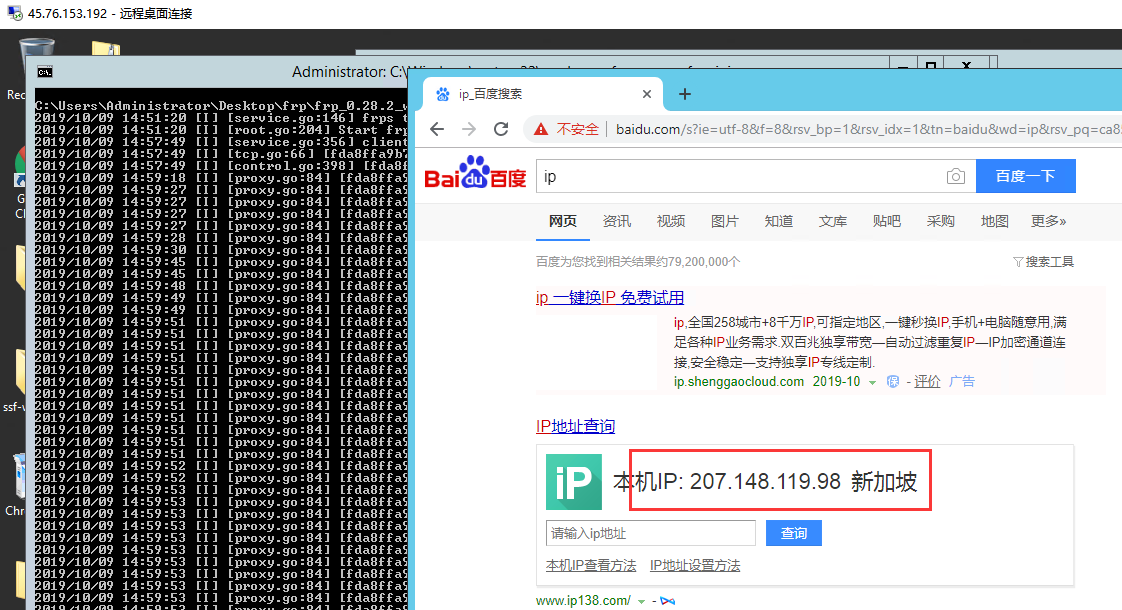 45.76.153.192 - 远程桌面连接
Administrator: C:\
ip_百度搜索
C:\Users\Administrator\Desktop\frp\frp_0.28.2_w
2019/10/09 14:51:20 [I] [service.go:146] frps t
2019/10/09 14:51:20 [I] [root.go:204] Start frp
2019/10/09 14:57:49 [I] [service.go:356] client
2019/10/09 14:57:49 [I] [tcp.go:66] [fda8ffa9b7
2019/10/09 14:57:49 [I] [control.go:398] [fda8f
2019/10/09 14:59:18 [I] [proxy.go:84] [fda8ffa9
2019/10/09 14:59:27 [I] [proxy.go:84] [fda8ffa9
2019/10/09 14:59:27 [I] [proxy.go:84] [fda8ffa9
2019/10/09 14:59:27 [I] [proxy.go:84] [fda8ffa9
2019/10/09 14:59:28 [I] [proxy.go:84] [fda8ffa9
2019/10/09 14:59:30 [I] [proxy.go:84] [fda8ffa9
2019/10/09 14:59:45 [I] [proxy.go:84] [fda8ffa9
2019/10/09 14:59:45 [I] [proxy.go:84] [fda8ffa9
2019/10/09 14:59:48 [I] [proxy.go:84] [fda8ffa9
2019/10/09 14:59:49 [I] [proxy.go:84] [fda8ffa9
2019/10/09 14:59:49 [I] [proxy.go:84] [fda8ffa9
2019/10/09 14:59:51 [I] [proxy.go:84] [fda8ffa9
2019/10/09 14:59:51 [I] [proxy.go:84] [fda8ffa9
2019/10/09 14:59:51 [I] [proxy.go:84] [fda8ffa9
2019/10/09 14:59:51 [I] [proxy.go:84] [fda8ffa9
2019/10/09 14:59:51 [I] [proxy.go:84] [fda8ffa9
2019/10/09 14:59:51 [I] [proxy.go:84] [fda8ffa9
2019/10/09 14:59:51 [I] [proxy.go:84] [fda8ffa9
2019/10/09 14:59:51 [I] [proxy.go:84] [fda8ffa9
2019/10/09 14:59:51 [I] [proxy.go:84] [fda8ffa9
2019/10/09 14:59:51 [I] [proxy.go:84] [fda8ffa9
2019/10/09 14:59:51 [I] [proxy.go:84] [fda8ffa9
2019/10/09 14:59:51 [I] [proxy.go:84] [fda8ffa9
2019/10/09 14:59:52 [I] [proxy.go:84] [fda8ffa9
2019/10/09 14:59:52 [I] [proxy.go:84] [fda8ffa9
2019/10/09 14:59:53 [I] [proxy.go:84] [fda8ffa9
2019/10/09 14:59:53 [I] [proxy.go:84] [fda8ffa9
2019/10/09 14:59:53 [I] [proxy.go:84] [fda8ffa9
2019/10/09 14:59:53 [I] [proxy.go:84] [fda8ffa9
2019/10/09 14:59:53 [I] [proxy.go:84] [fda8ffa9
2019/10/09 14:59:53 [I] [proxy.go:84] [fda8ffa9
2019/10/09 14:59:53 [I] [proxy.go:84] [fda8ffa9
2019/10/09 14:59:53 [I] [proxy.go:84] [fda8ffa9
2019/10/09 14:59:53 [I] [proxy.go:84] [fda8ffa9
2019/10/09 14:59:53 [I] [proxy.go:84] [fda8ffa9
2019/10/09 14:59:53 [I] [proxy.go:84] [fda8ffa9
Rec
G
Cl
ssf-w
Chr
不安全 baidu.com/s?ie=utf-8&f=8&rsv_bp=1&rsv_idx=1&tn=baidu&wd=ip&rsv_pq=ca8
Bai du 百度 ip 百度一下
网页 资讯 视频 图片 知道 文库 贴吧 采购 地图 更多»
百度为您找到相关结果约79,200,000个 搜索工具
ip 一键换IP 免费试用
ip,全国258城市+8千万IP,可指定地区,一键秒换IP,手机+电脑随意用,满
足各种IP业务需求.双百兆独享带宽—自动过滤重复IP—IP加密通道连
接,安全稳定—支持独享IP专线定制.
ip.shenggaocloud.com 2019-10 保 - 评价 广告
IP地址查询
iP 本机IP: 207.148.119.98 新加坡
请输入ip地址 查询
本机IP查看方法 IP地址设置方法
www.ip138.com/ -